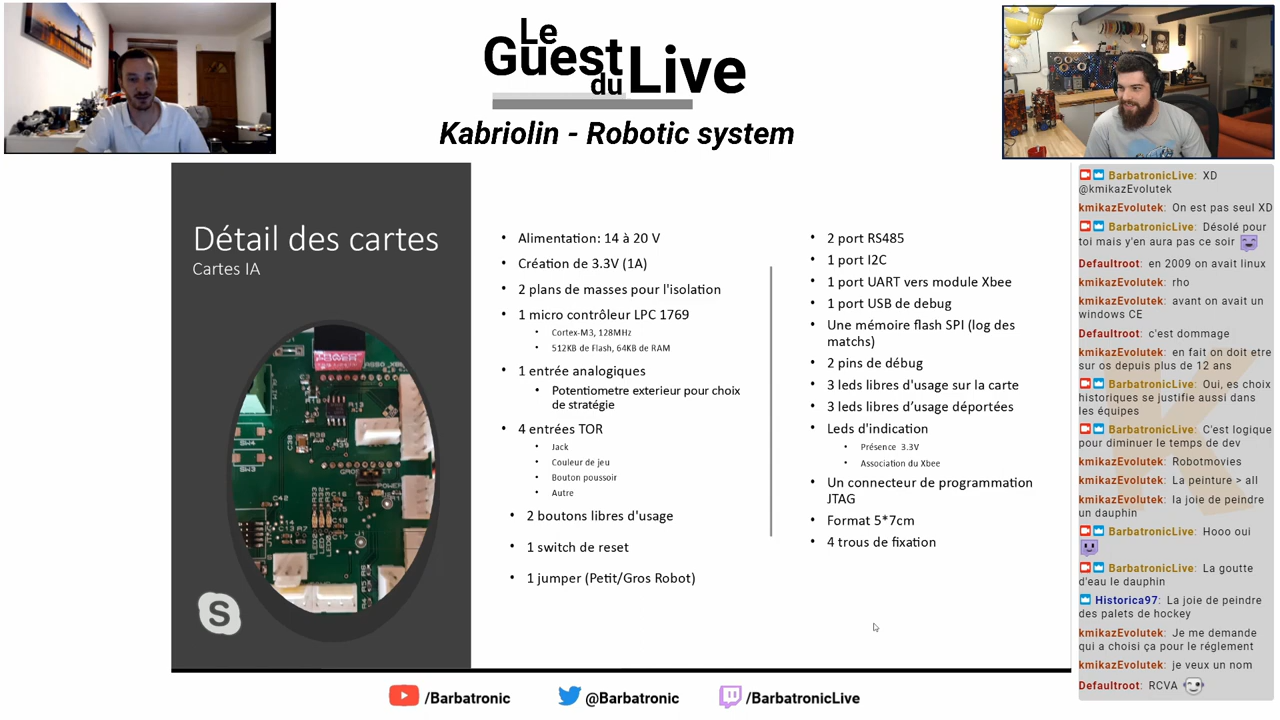 Le
Guest
du
Live
Kabriolin - Robotic system
Détail des cartes
Cartes IA
• Alimentation: 14 à 20 V
• Création de 3.3V (1A)
• 2 plans de masses pour l'isolation
• 1 micro contrôleur LPC 1769
• Cortex-M3, 128MHz
• 512KB de Flash, 64KB de RAM
• 1 entrée analogiques
• Potentiometre exterieur pour choix
de stratégie
• 4 entrées TOR
• Jack
• Couleur de jeu
• Bouton poussoir
• Autre
• 2 boutons libres d'usage
• 1 switch de reset
• 1 jumper (Petit/Gros Robot)
• 2 port RS485
• 1 port I2C
• 1 port UART vers module Xbee
• 1 port USB de debug
• Une mémoire flash SPI (log des
matchs)
• 2 pins de débug
• 3 leds libres d'usage sur la carte
• 3 leds libres d’usage déportées
• Leds d'indication
• Présence 3.3V
• Association du Xbee
• Un connecteur de programmation
JTAG
• Format 5*7cm
• 4 trous de fixation
BarbatronicLive: XD
@kmikazEvolutek
kmikazEvolutek: On est pas seul XD
BarbatronicLive: Désolé pour
toi mais y'en aura pas ce soir
Defaultroot: en 2009 on avait linux
kmikazEvolutek: rho
kmikazEvolutek: avant on avait un
windows CE
Defaultroot: c'est dommage
kmikazEvolutek: en fait on doit etre
sur os depuis plus de 12 ans
BarbatronicLive: Oui, es choix
historiques se justifie aussi dans
les équipes
BarbatronicLive: C'est logique
pour diminuer le temps de dev
kmikazEvolutek: Robotmovies
kmikazEvolutek: La peinture > all
kmikazEvolutek: la joie de peindre
un dauphin
BarbatronicLive: Hooo oui
BarbatronicLive: La goutte
d'eau le dauphin
Historica97: La joie de peindre
des palets de hockey
kmikazEvolutek: Je me demande
qui a choisi ça pour le réglement
kmikazEvolutek: je veux un nom
Defaultroot: RCVA
/Barbatronic
@Barbatronic
/BarbatronicLive